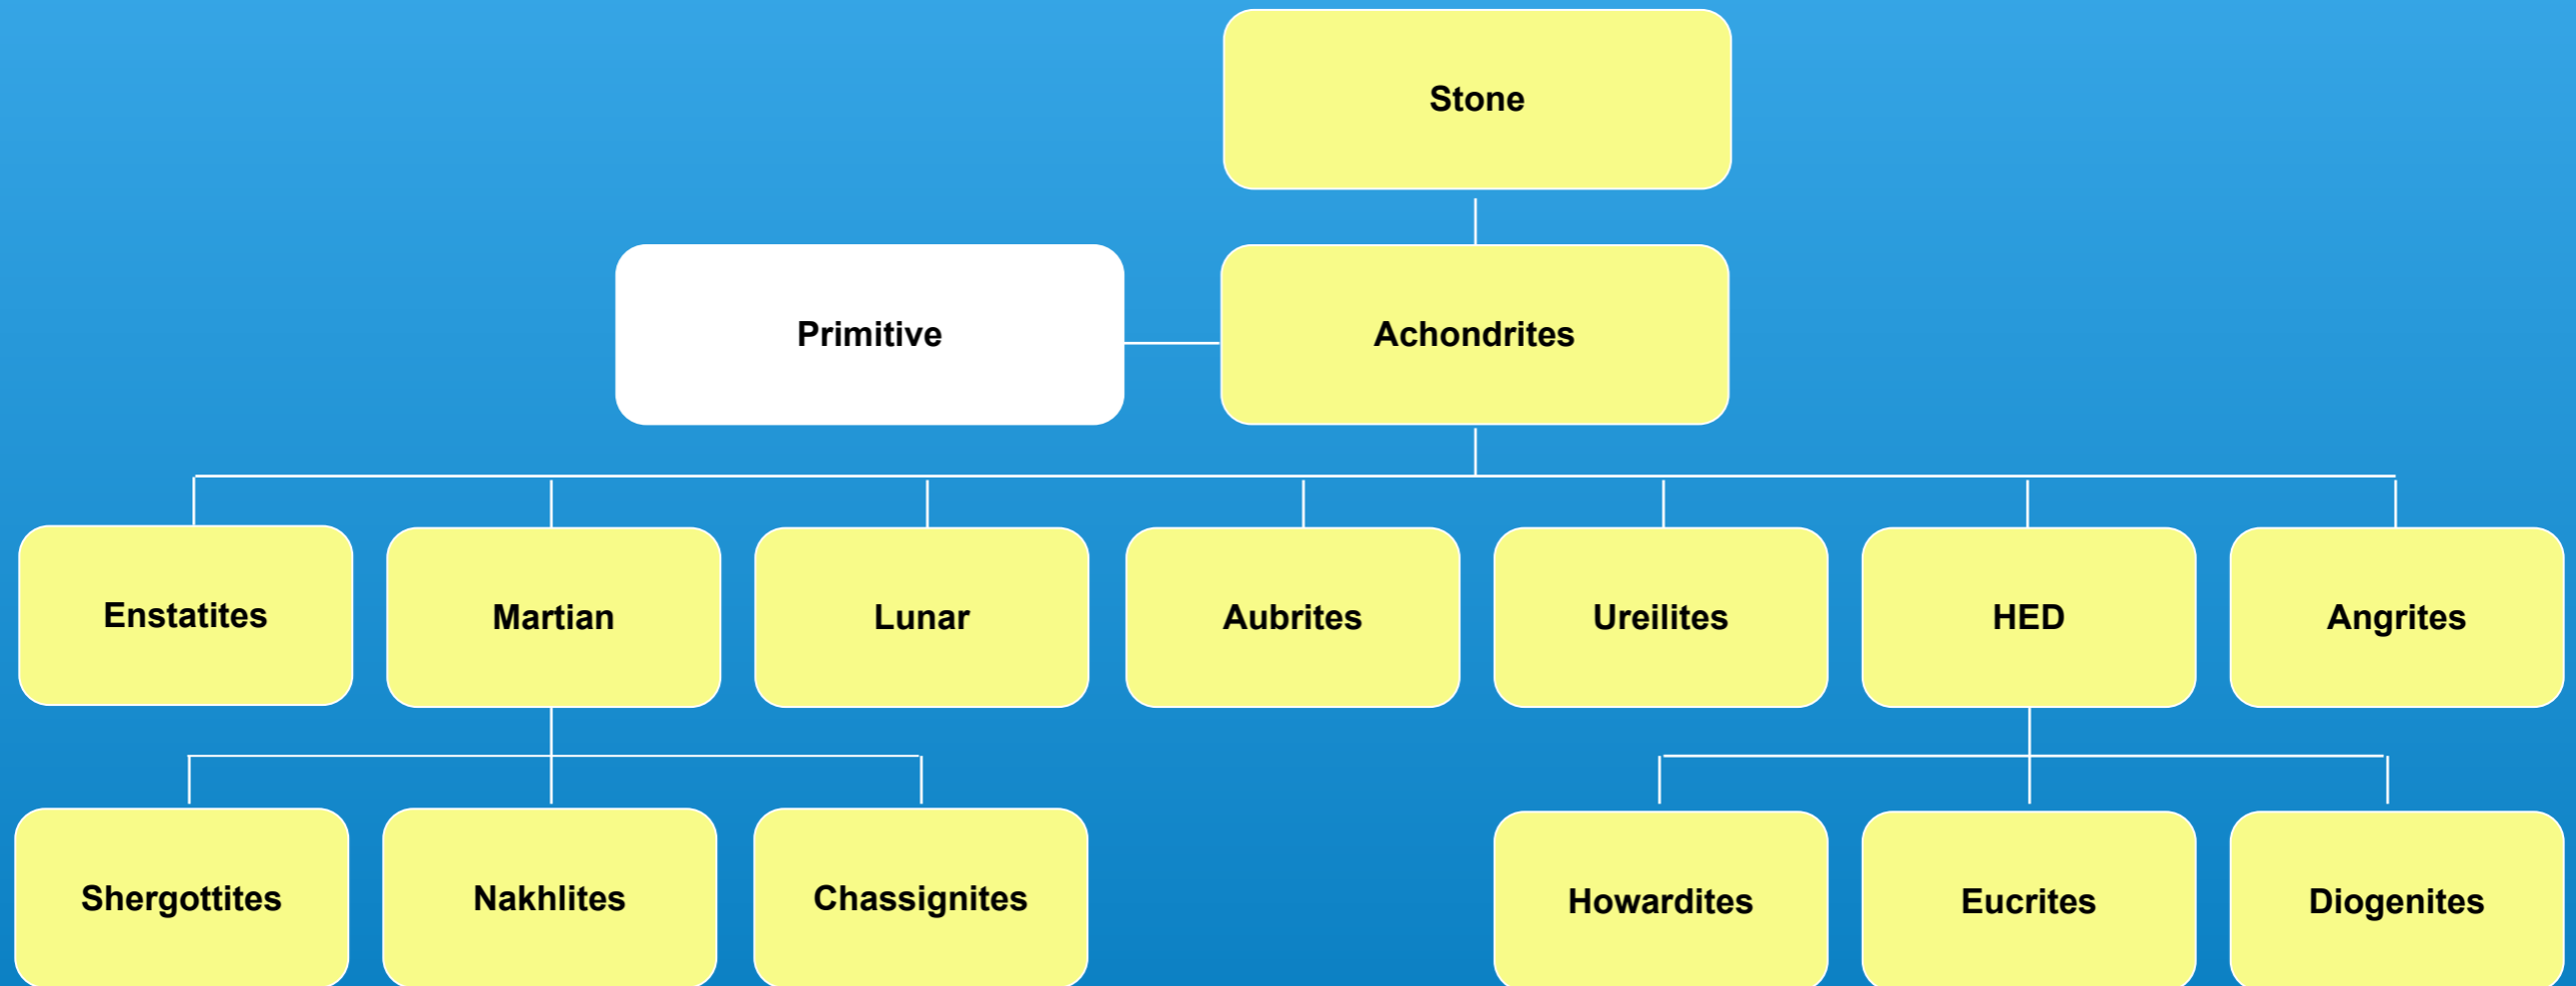 Stone
Primitive
Achondrites
Enstatites
Martian
Lunar
Aubrites
Ureilites
HED
Angrites
Shergottites
Nakhlites
Chassignites
Howardites
Eucrites
Diogenites